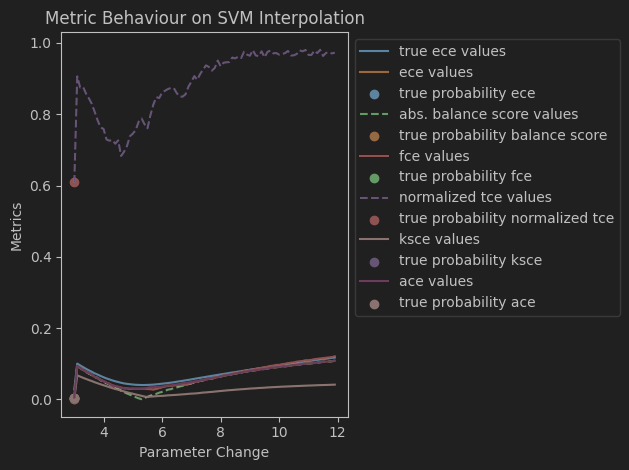 Metric Behaviour on SVM Interpolation
1.0
0.8
0.6
0.4
0.2
0.0
Metrics
4
6
8
10
12
Parameter Change
true ece values
ece values
true probability ece
abs. balance score values
true probability balance score
fce values
true probability fce
normalized tce values
true probability normalized tce
ksce values
true probability ksce
ace values
true probability ace